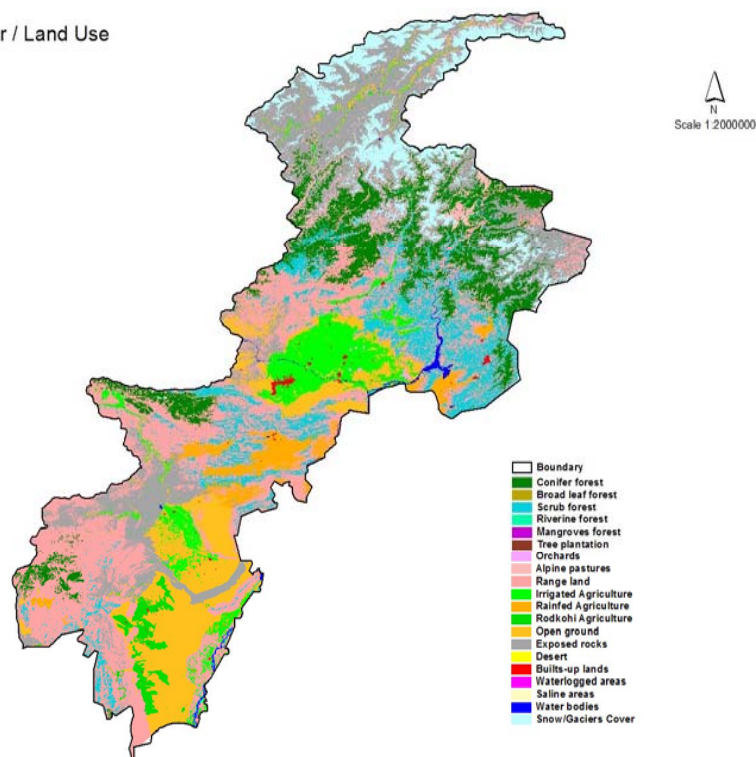 r / Land Use
N
Scale 1:2000000
Boundary
Conifer forest
Broad leaf forest
Scrub forest
Riverine forest
Mangroves forest
Tree plantation
Orchards
Alpine pastures
Range land
Irrigated Agriculture
Rainfed Agriculture
Rodkohi Agriculture
Open ground
Exposed rocks
Desert
Builts-up lands
Waterlogged areas
Saline areas
Water bodies
Snow/Gaciers Cover